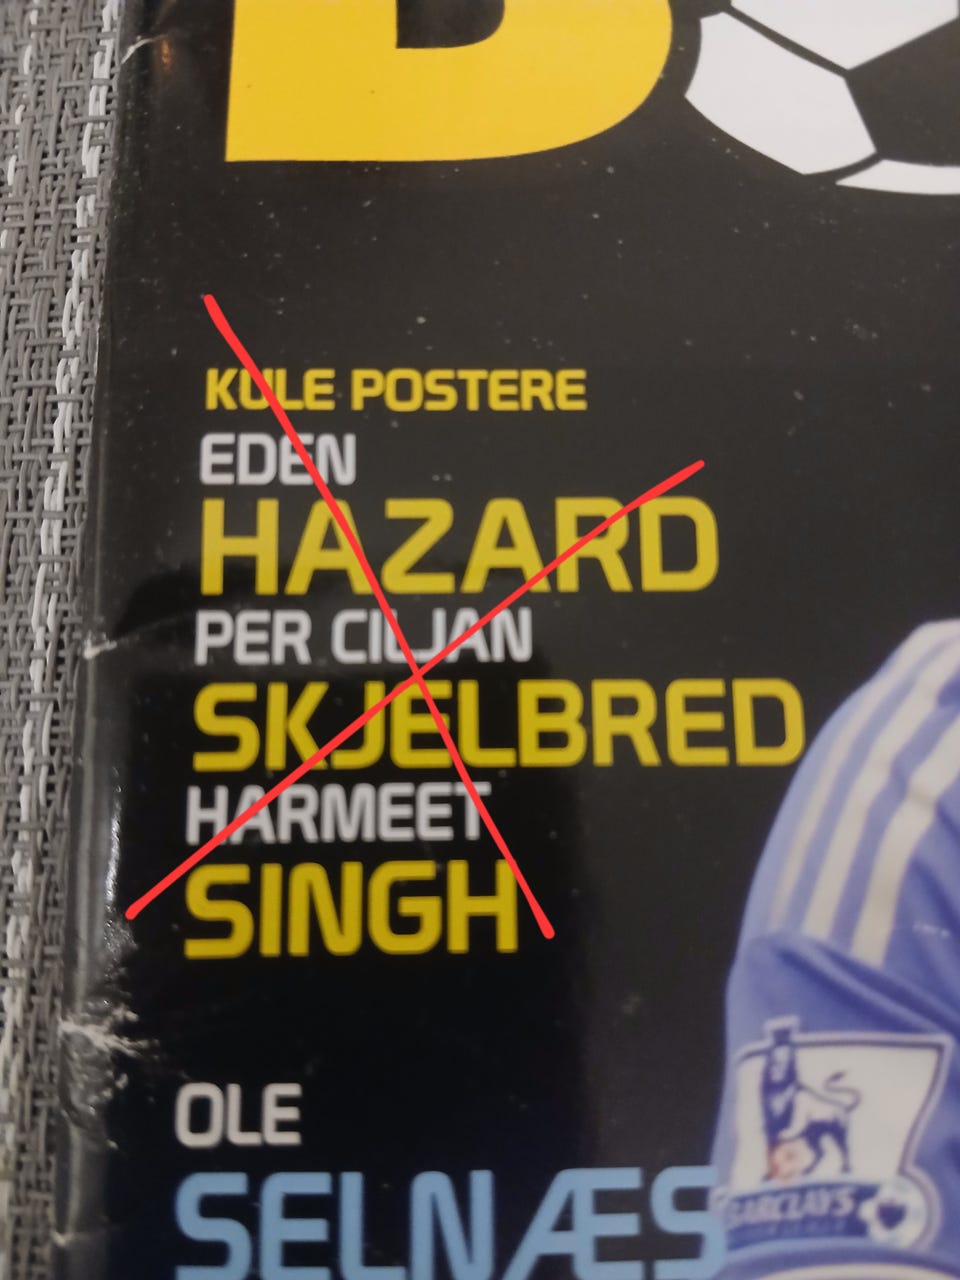 KULE POSTERE
EDEN
HAZARD
PER CILJAN
SKJELBRED
HARMEET
SINGH
OLE
SELNÆS
BARCLAYS